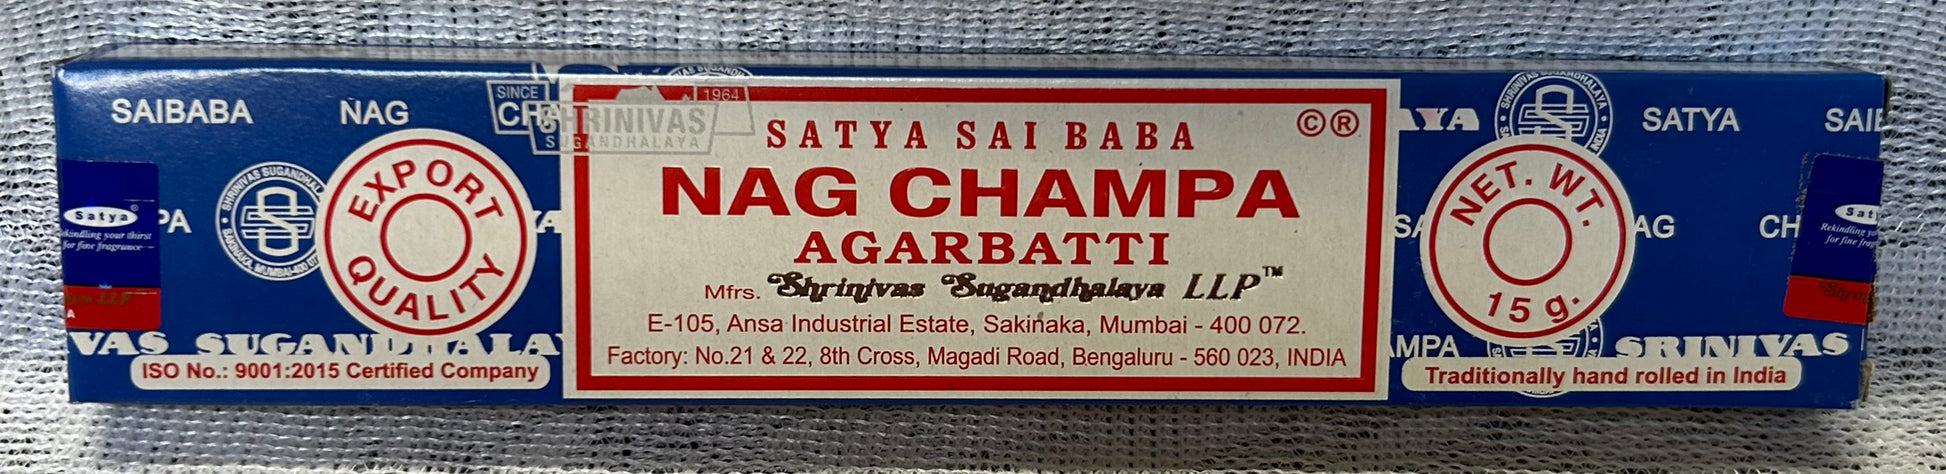 SAIBABA NAG
SINCE 1964
SHRINIVAS
SUGANDHALAYA
SATYA SAI BABA
©®
NAG CHAMPA
AGARBATTI
Mfrs. Shrinivas Sugandhalaya LLP™
E-105, Ansa Industrial Estate, Sakinaka, Mumbai - 400 072.
Factory: No.21 & 22, 8th Cross, Magadi Road, Bengaluru - 560 023, INDIA
EXPORT
QUALITY
Satya®
Rekindling your thirst
for fine fragrance
VAS SUGANDHALAY
ISO No.: 9001:2015 Certified Company
SATYA
NET. WT.
15 g.
SRINIVAS
Traditionally hand rolled in India